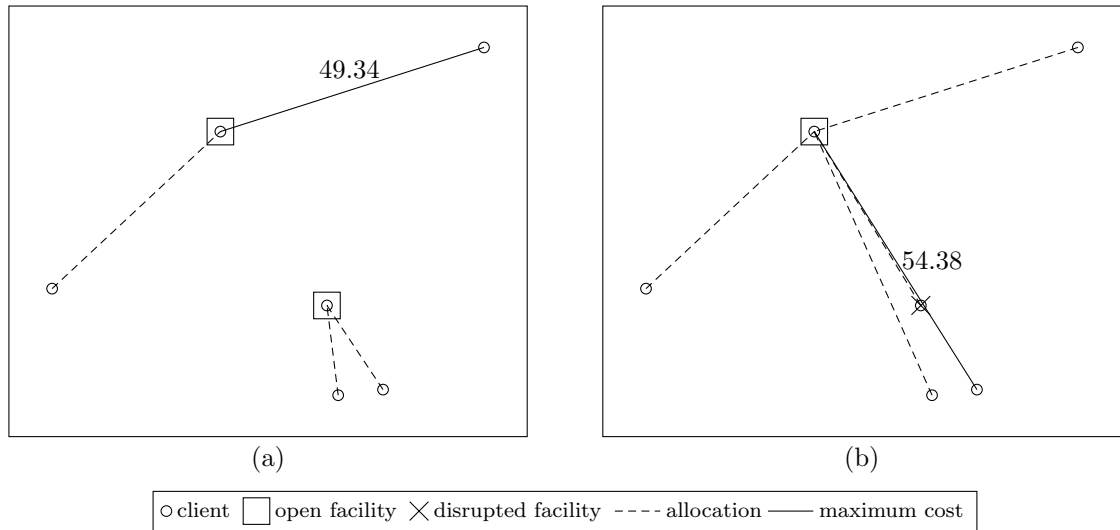 49.34
54.38
(a)
(b)
client open facility disrupted facility allocation maximum cost